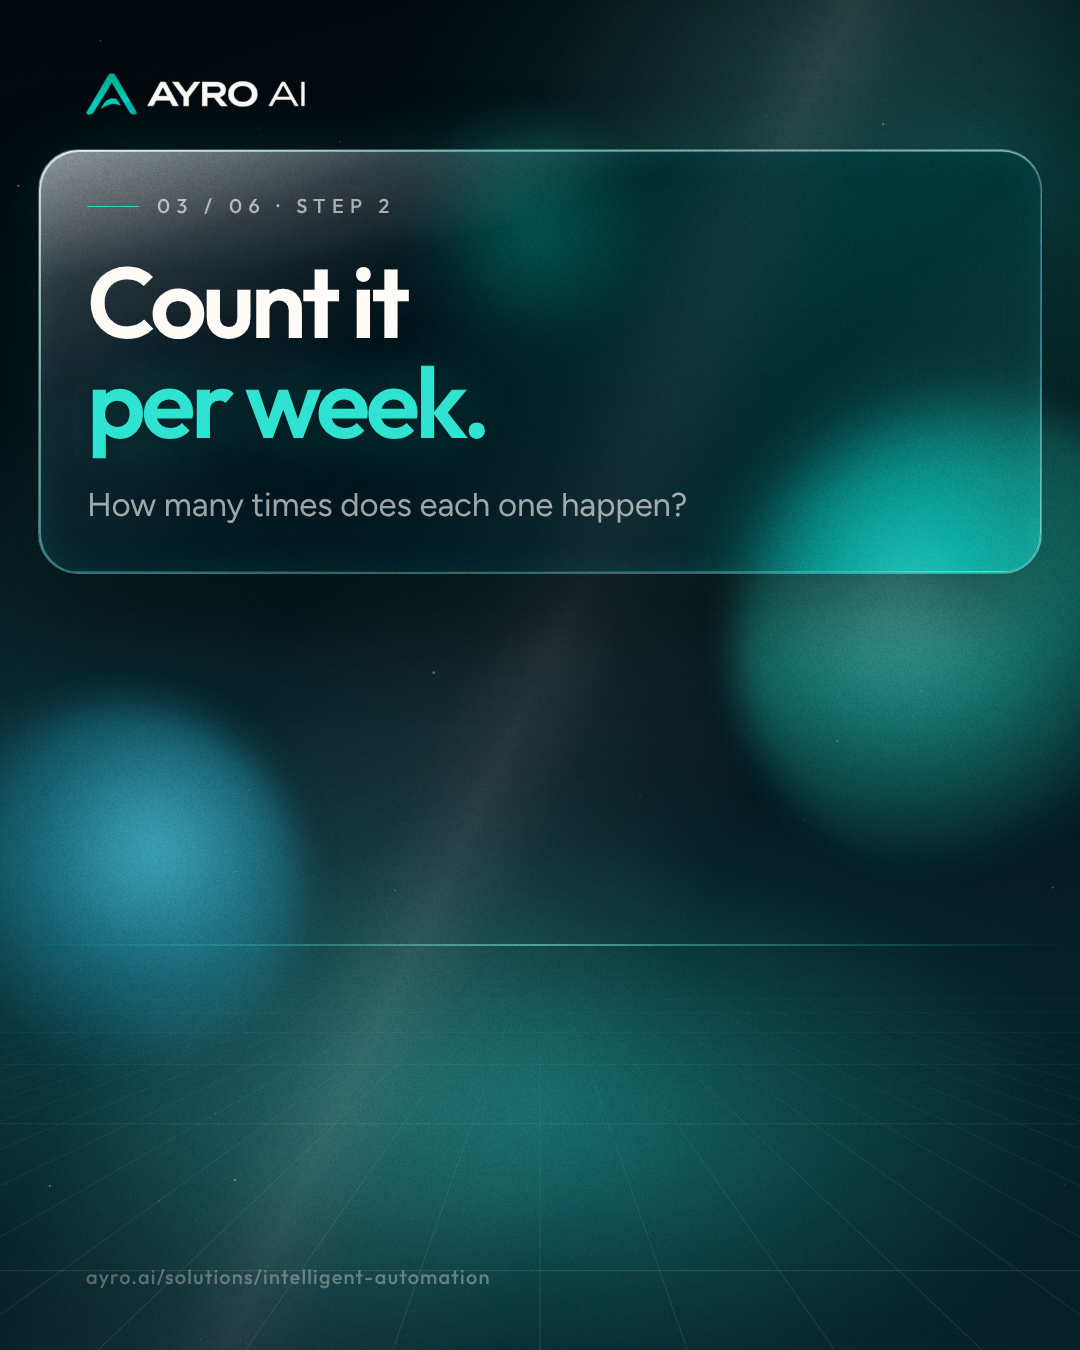 AYRO AI
03 / 06 · STEP 2
Count it
per week.
How many times does each one happen?
ayro.ai/solutions/intelligent-automation